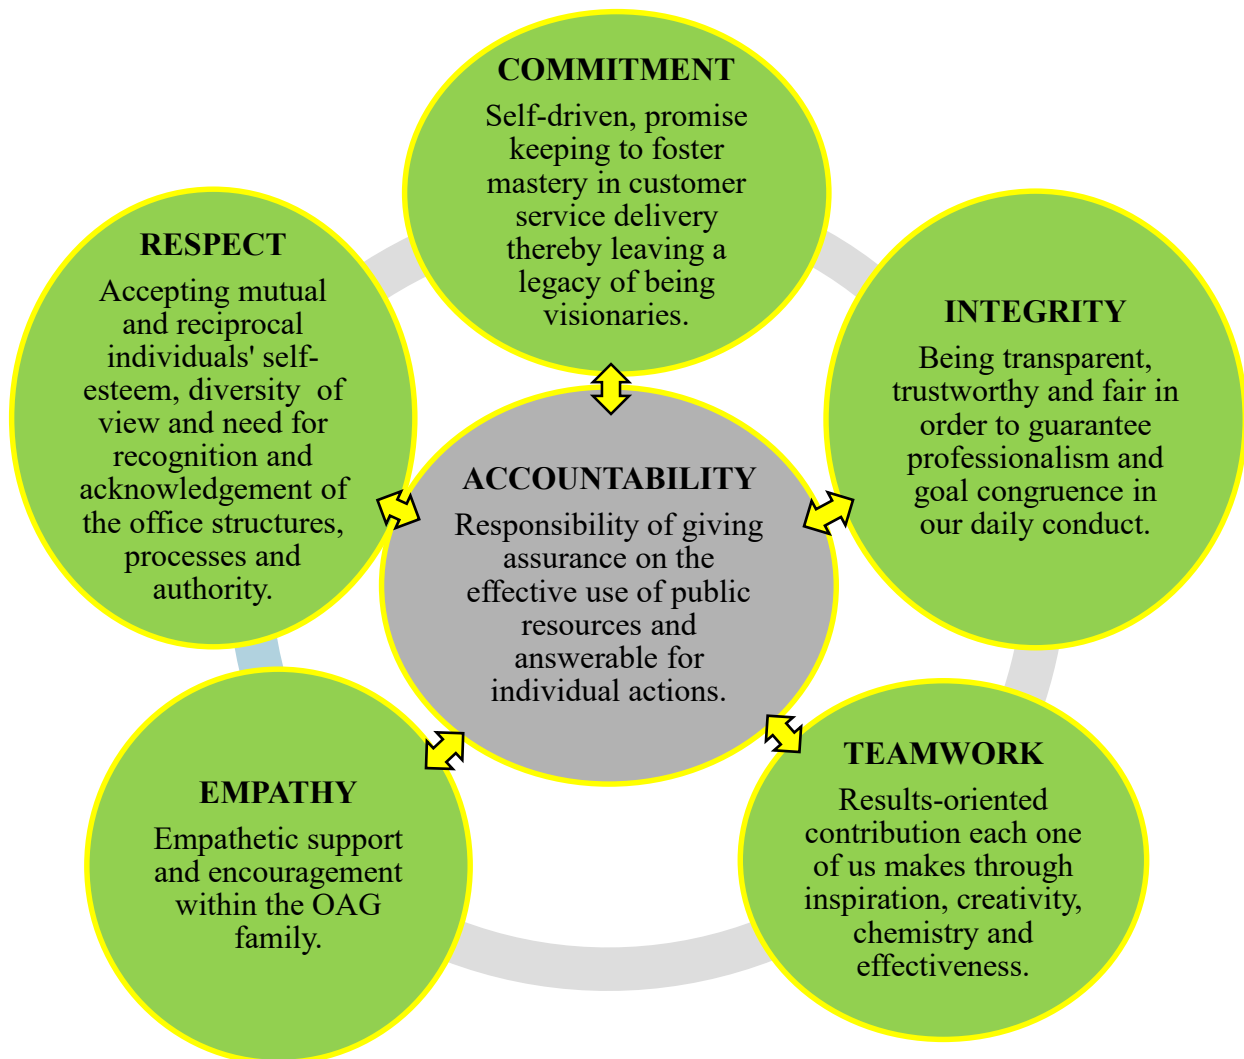 COMMITMENT
Self-driven, promise
keeping to foster
mastery in customer
service delivery
thereby leaving a
legacy of being
visionaries.
RESPECT
Accepting mutual
and reciprocal
individuals' self-
esteem, diversity  of
view and need for
recognition and
acknowledgement of
the office structures,
processes and
authority.
INTEGRITY
Being transparent,
trustworthy and fair in
order to guarantee
professionalism and
goal congruence in
our daily conduct.
ACCOUNTABILITY
Responsibility of giving
assurance on the
effective use of public
resources and
answerable for
individual actions.
EMPATHY
Empathetic support
and encouragement
within the OAG
family.
TEAMWORK
Results-oriented
contribution each one
of us makes through
inspiration, creativity,
chemistry and
effectiveness.